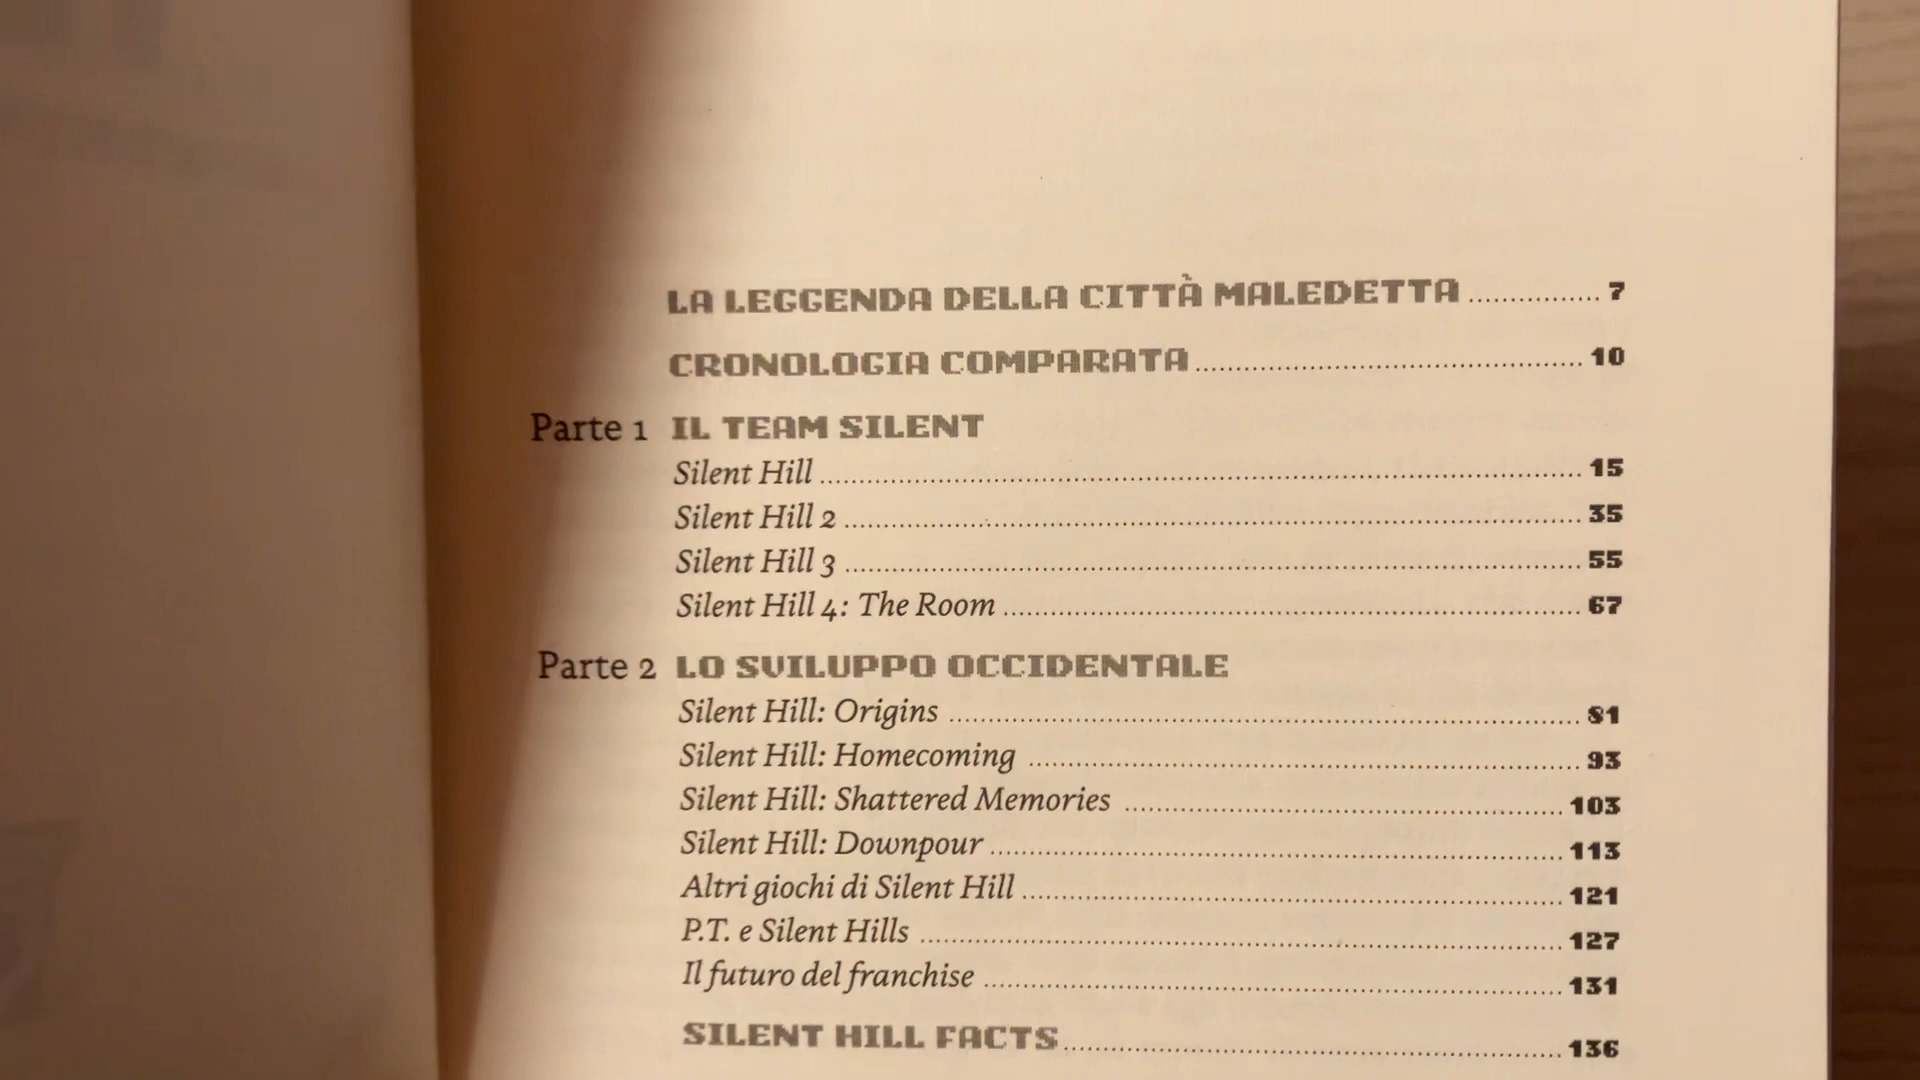 LA LEGGENDA DELLA CITTÀ MALEDETTA ............... 7
CRONOLOGIA COMPARATA ............... 10
Parte 1 IL TEAM SILENT
Silent Hill ............... 15
Silent Hill 2 ............... 35
Silent Hill 3 ............... 55
Silent Hill 4: The Room ............... 67
Parte 2 LO SVILUPPO OCCIDENTALE
Silent Hill: Origins ............... 81
Silent Hill: Homecoming ............... 93
Silent Hill: Shattered Memories ............... 103
Silent Hill: Downpour ............... 113
Altri giochi di Silent Hill ............... 121
P.T. e Silent Hills ............... 127
Il futuro del franchise ............... 131
SILENT HILL FACTS ............... 136